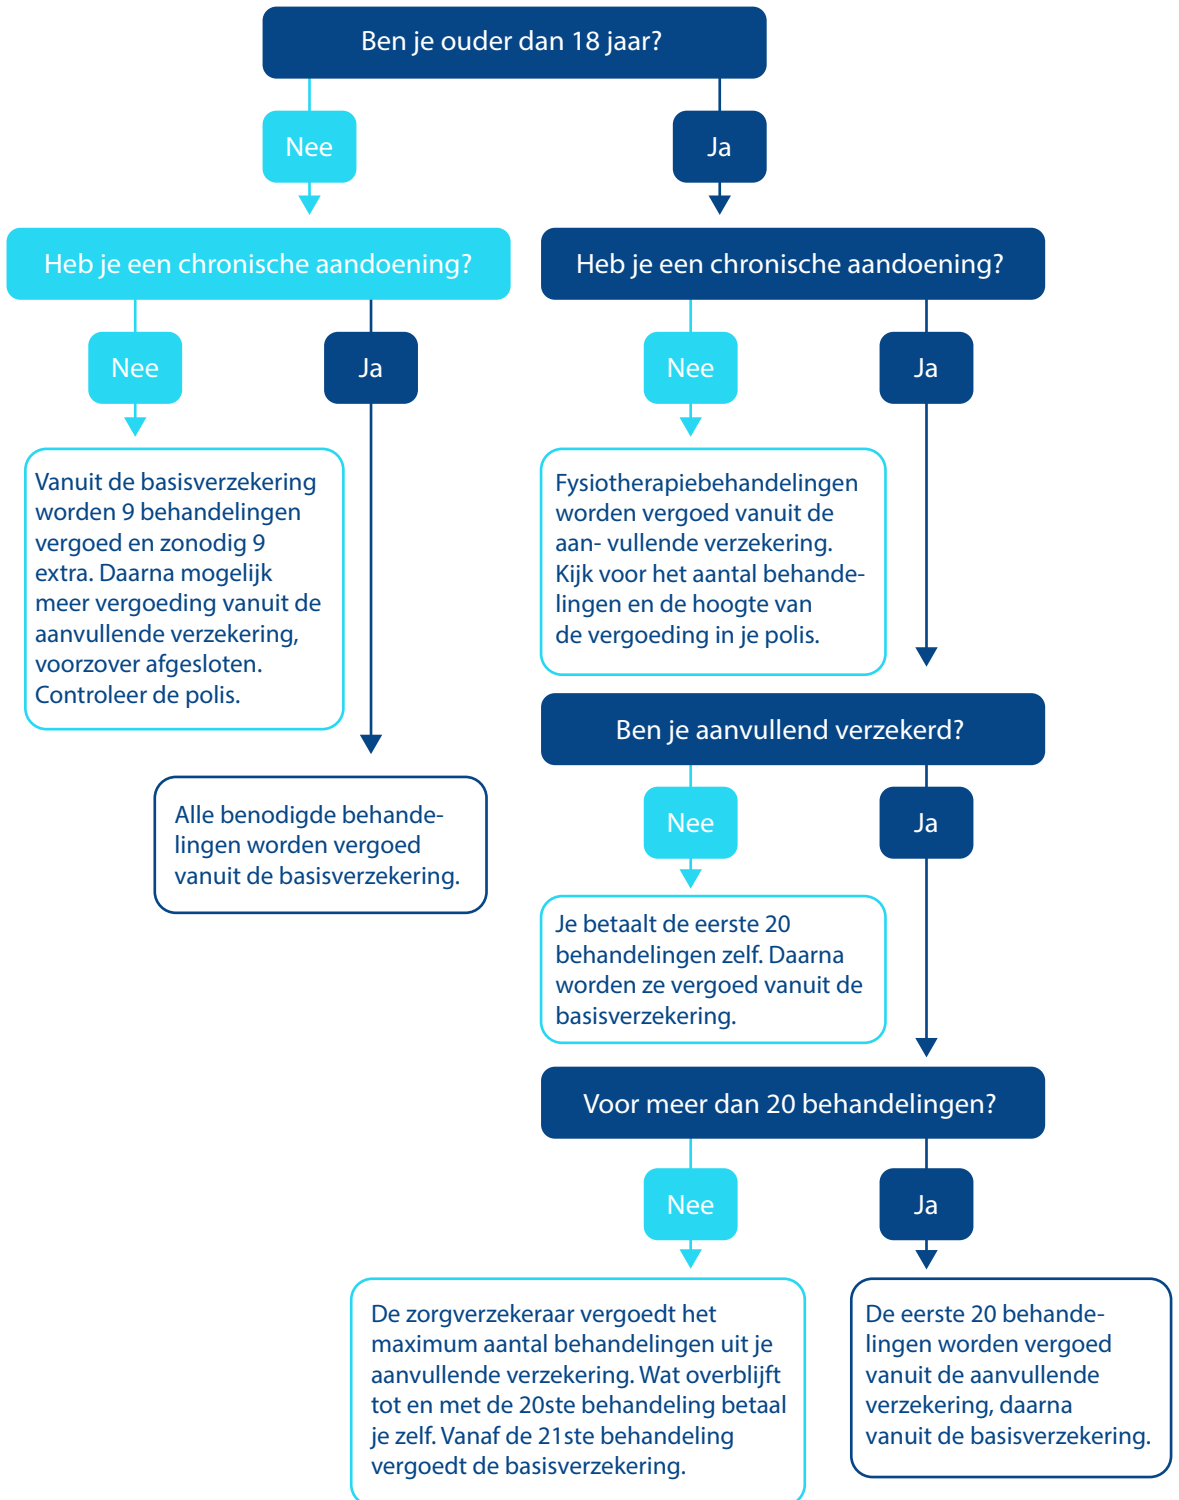 Ben je ouder dan 18 jaar?
Nee
Ja
Heb je een chronische aandoening?
Heb je een chronische aandoening?
Nee
Ja
Nee
Ja
Vanuit de basisverzekering
worden 9 behandelingen
vergoed en zonodig 9
extra. Daarna mogelijk
meer vergoeding vanuit de
aanvullende verzekering,
voorzover afgesloten.
Controleer de polis.
Fysiotherapiebehandelingen
worden vergoed vanuit de
aan- vullende verzekering.
Kijk voor het aantal behande-
lingen en de hoogte van
de vergoeding in je polis.
Alle benodigde behande-
lingen worden vergoed
vanuit de basisverzekering.
Ben je aanvullend verzekerd?
Nee
Ja
Je betaalt de eerste 20
behandelingen zelf. Daarna
worden ze vergoed vanuit de
basisverzekering.
Voor meer dan 20 behandelingen?
Nee
Ja
De zorgverzekeraar vergoedt het
maximum aantal behandelingen uit je
aanvullende verzekering. Wat overblijft
tot en met de 20ste behandeling betaal
je zelf. Vanaf de 21ste behandeling
vergoedt de basisverzekering.
De eerste 20 behande-
lingen worden vergoed
vanuit de aanvullende
verzekering, daarna
vanuit de basisverzekering.